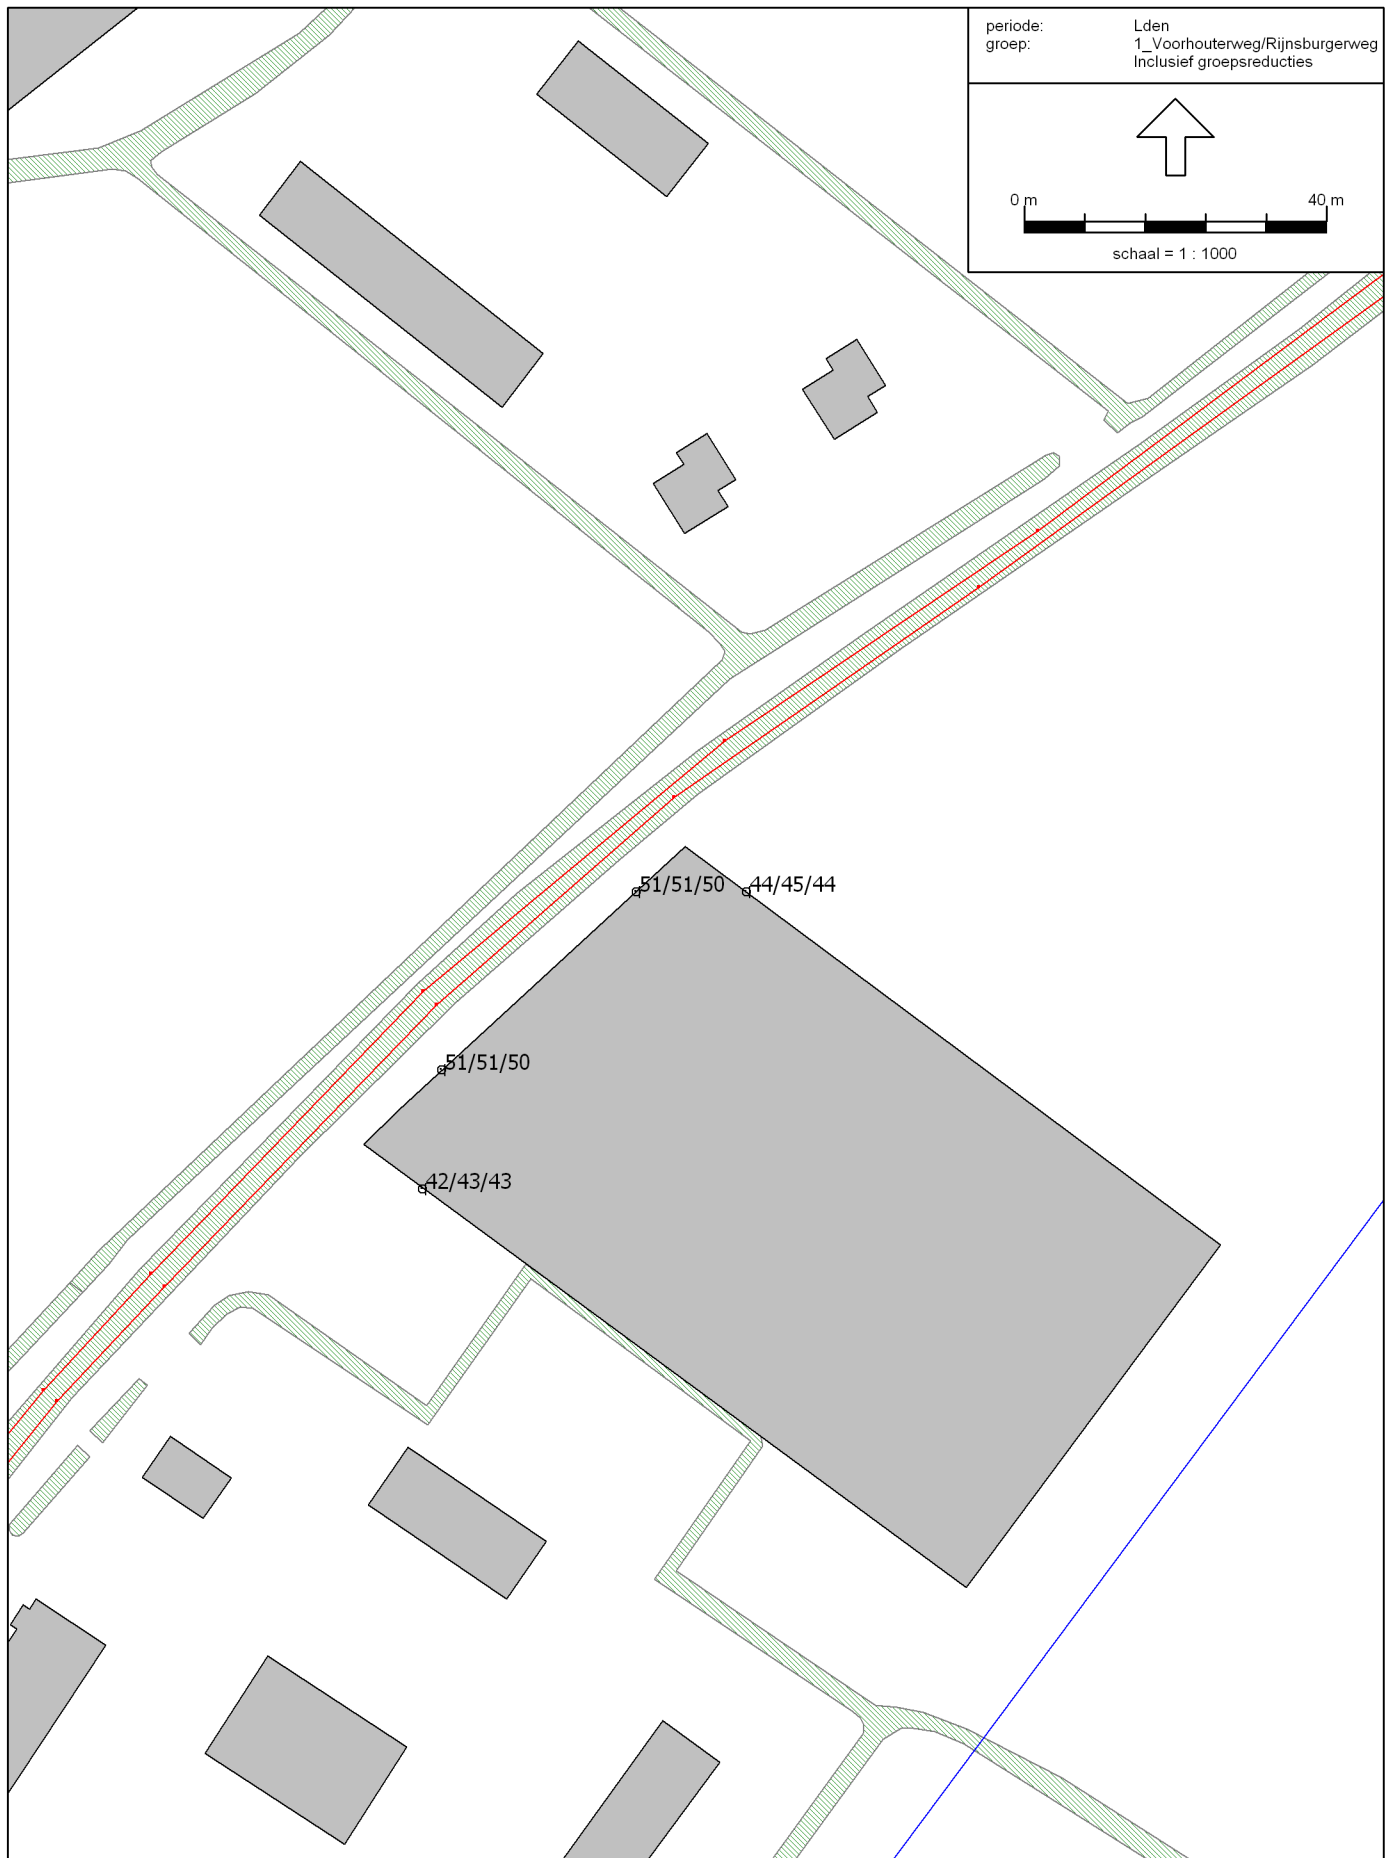 periode: Lden
groep: 1_Voorhouterweg/Rijnsburgerweg
Inclusief groepsreducties
0 m 40 m
schaal = 1 : 1000
51/51/50 44/45/44
51/51/50
42/43/43